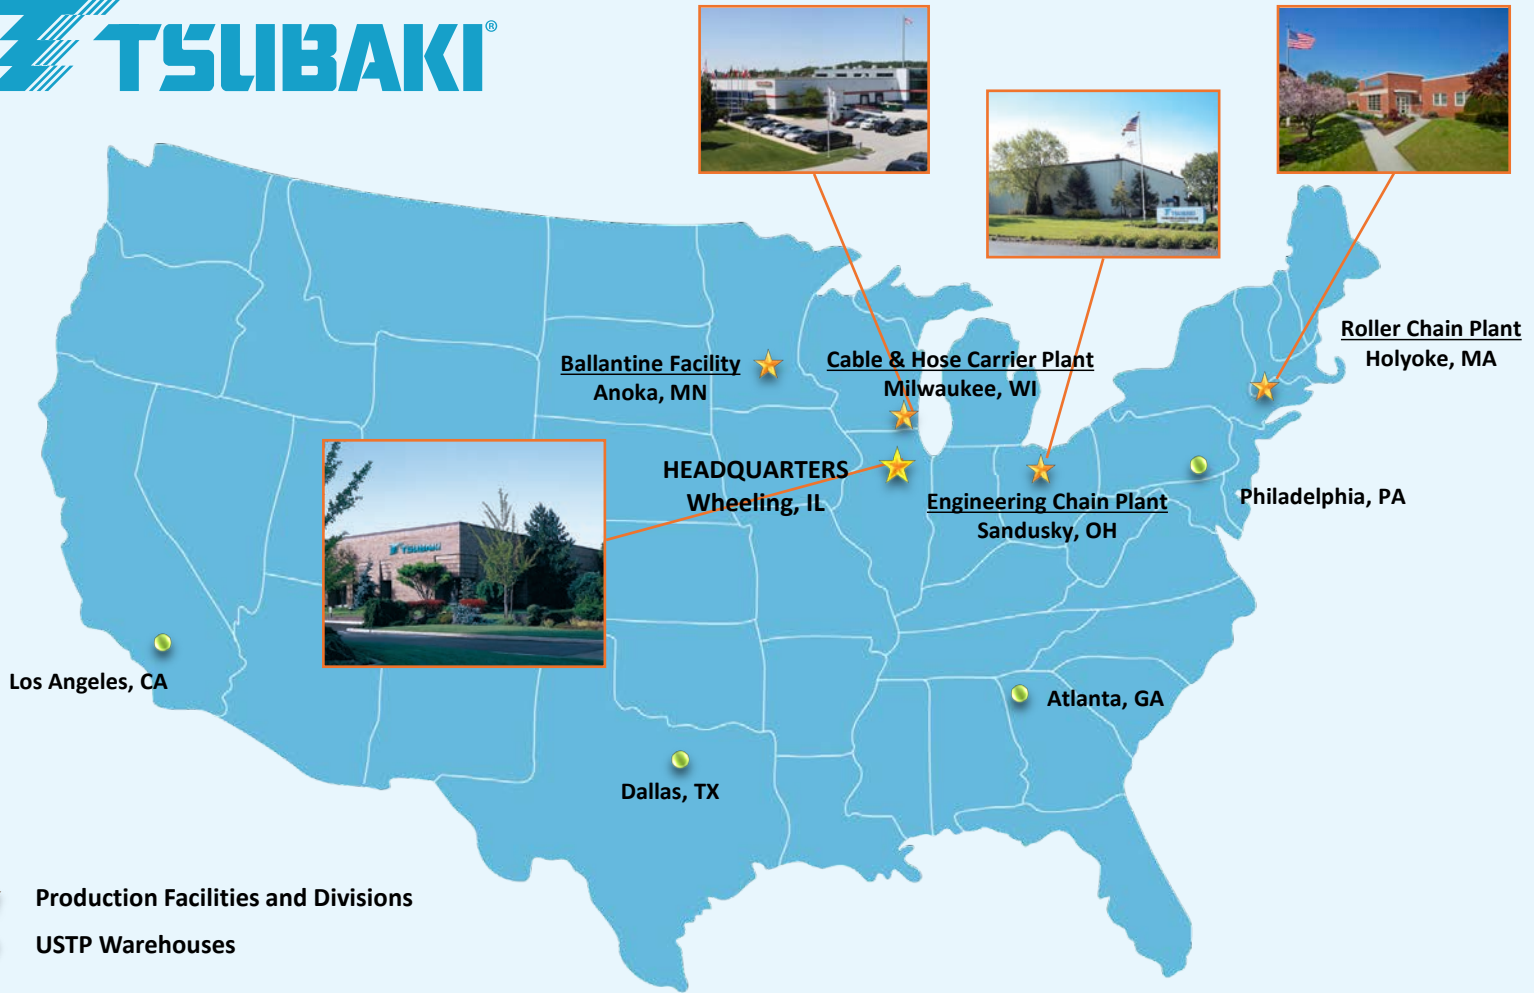 TSUBAKI®
Roller Chain Plant
Holyoke, MA
Ballantine Facility
Anoka, MN
Cable & Hose Carrier Plant
Milwaukee, WI
HEADQUARTERS
Wheeling, IL
Engineering Chain Plant
Sandusky, OH
Philadelphia, PA
TSUBAKI
TSUBAKI
Los Angeles, CA
Atlanta, GA
Dallas, TX
Production Facilities and Divisions
USTP Warehouses